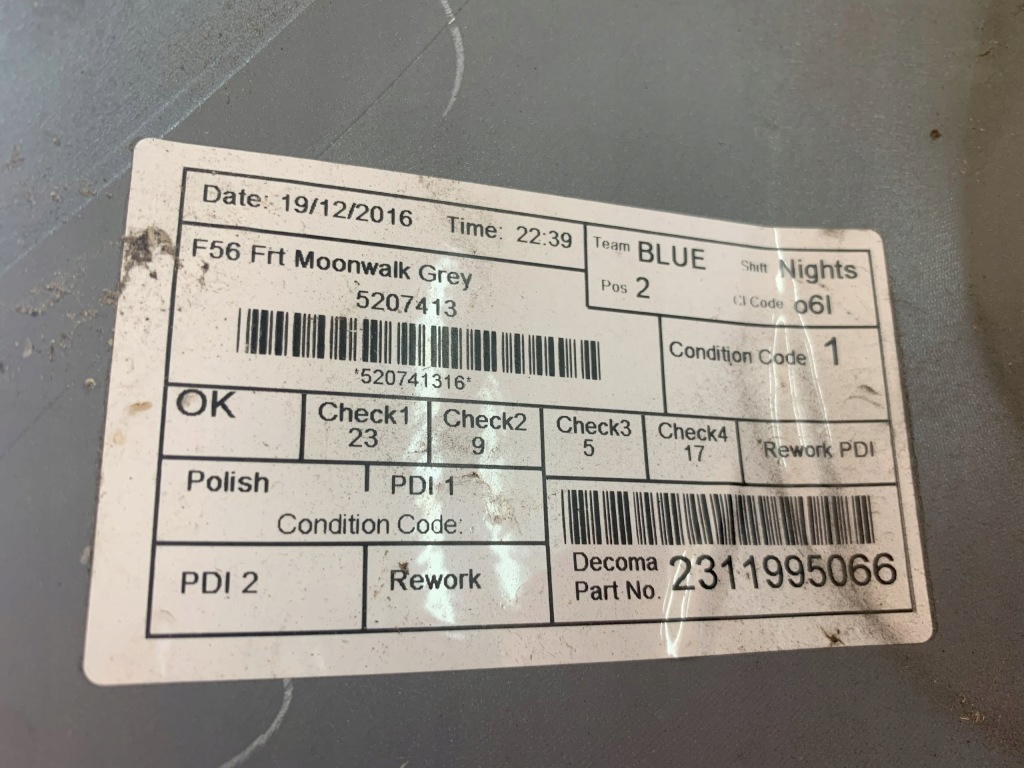 Date: 19/12/2016 Time: 22:39
Team BLUE Shift Nights
Pos 2 CI Code o6I
F56 Frt Moonwalk Grey
5207413
*520741316*
Condition Code 1
OK
Check1
23
Check2
9
Check3
5
Check4
17
*Rework PDI
Polish
PDI 1
Condition Code:
PDI 2
Rework
Decoma
Part No. 2311995066